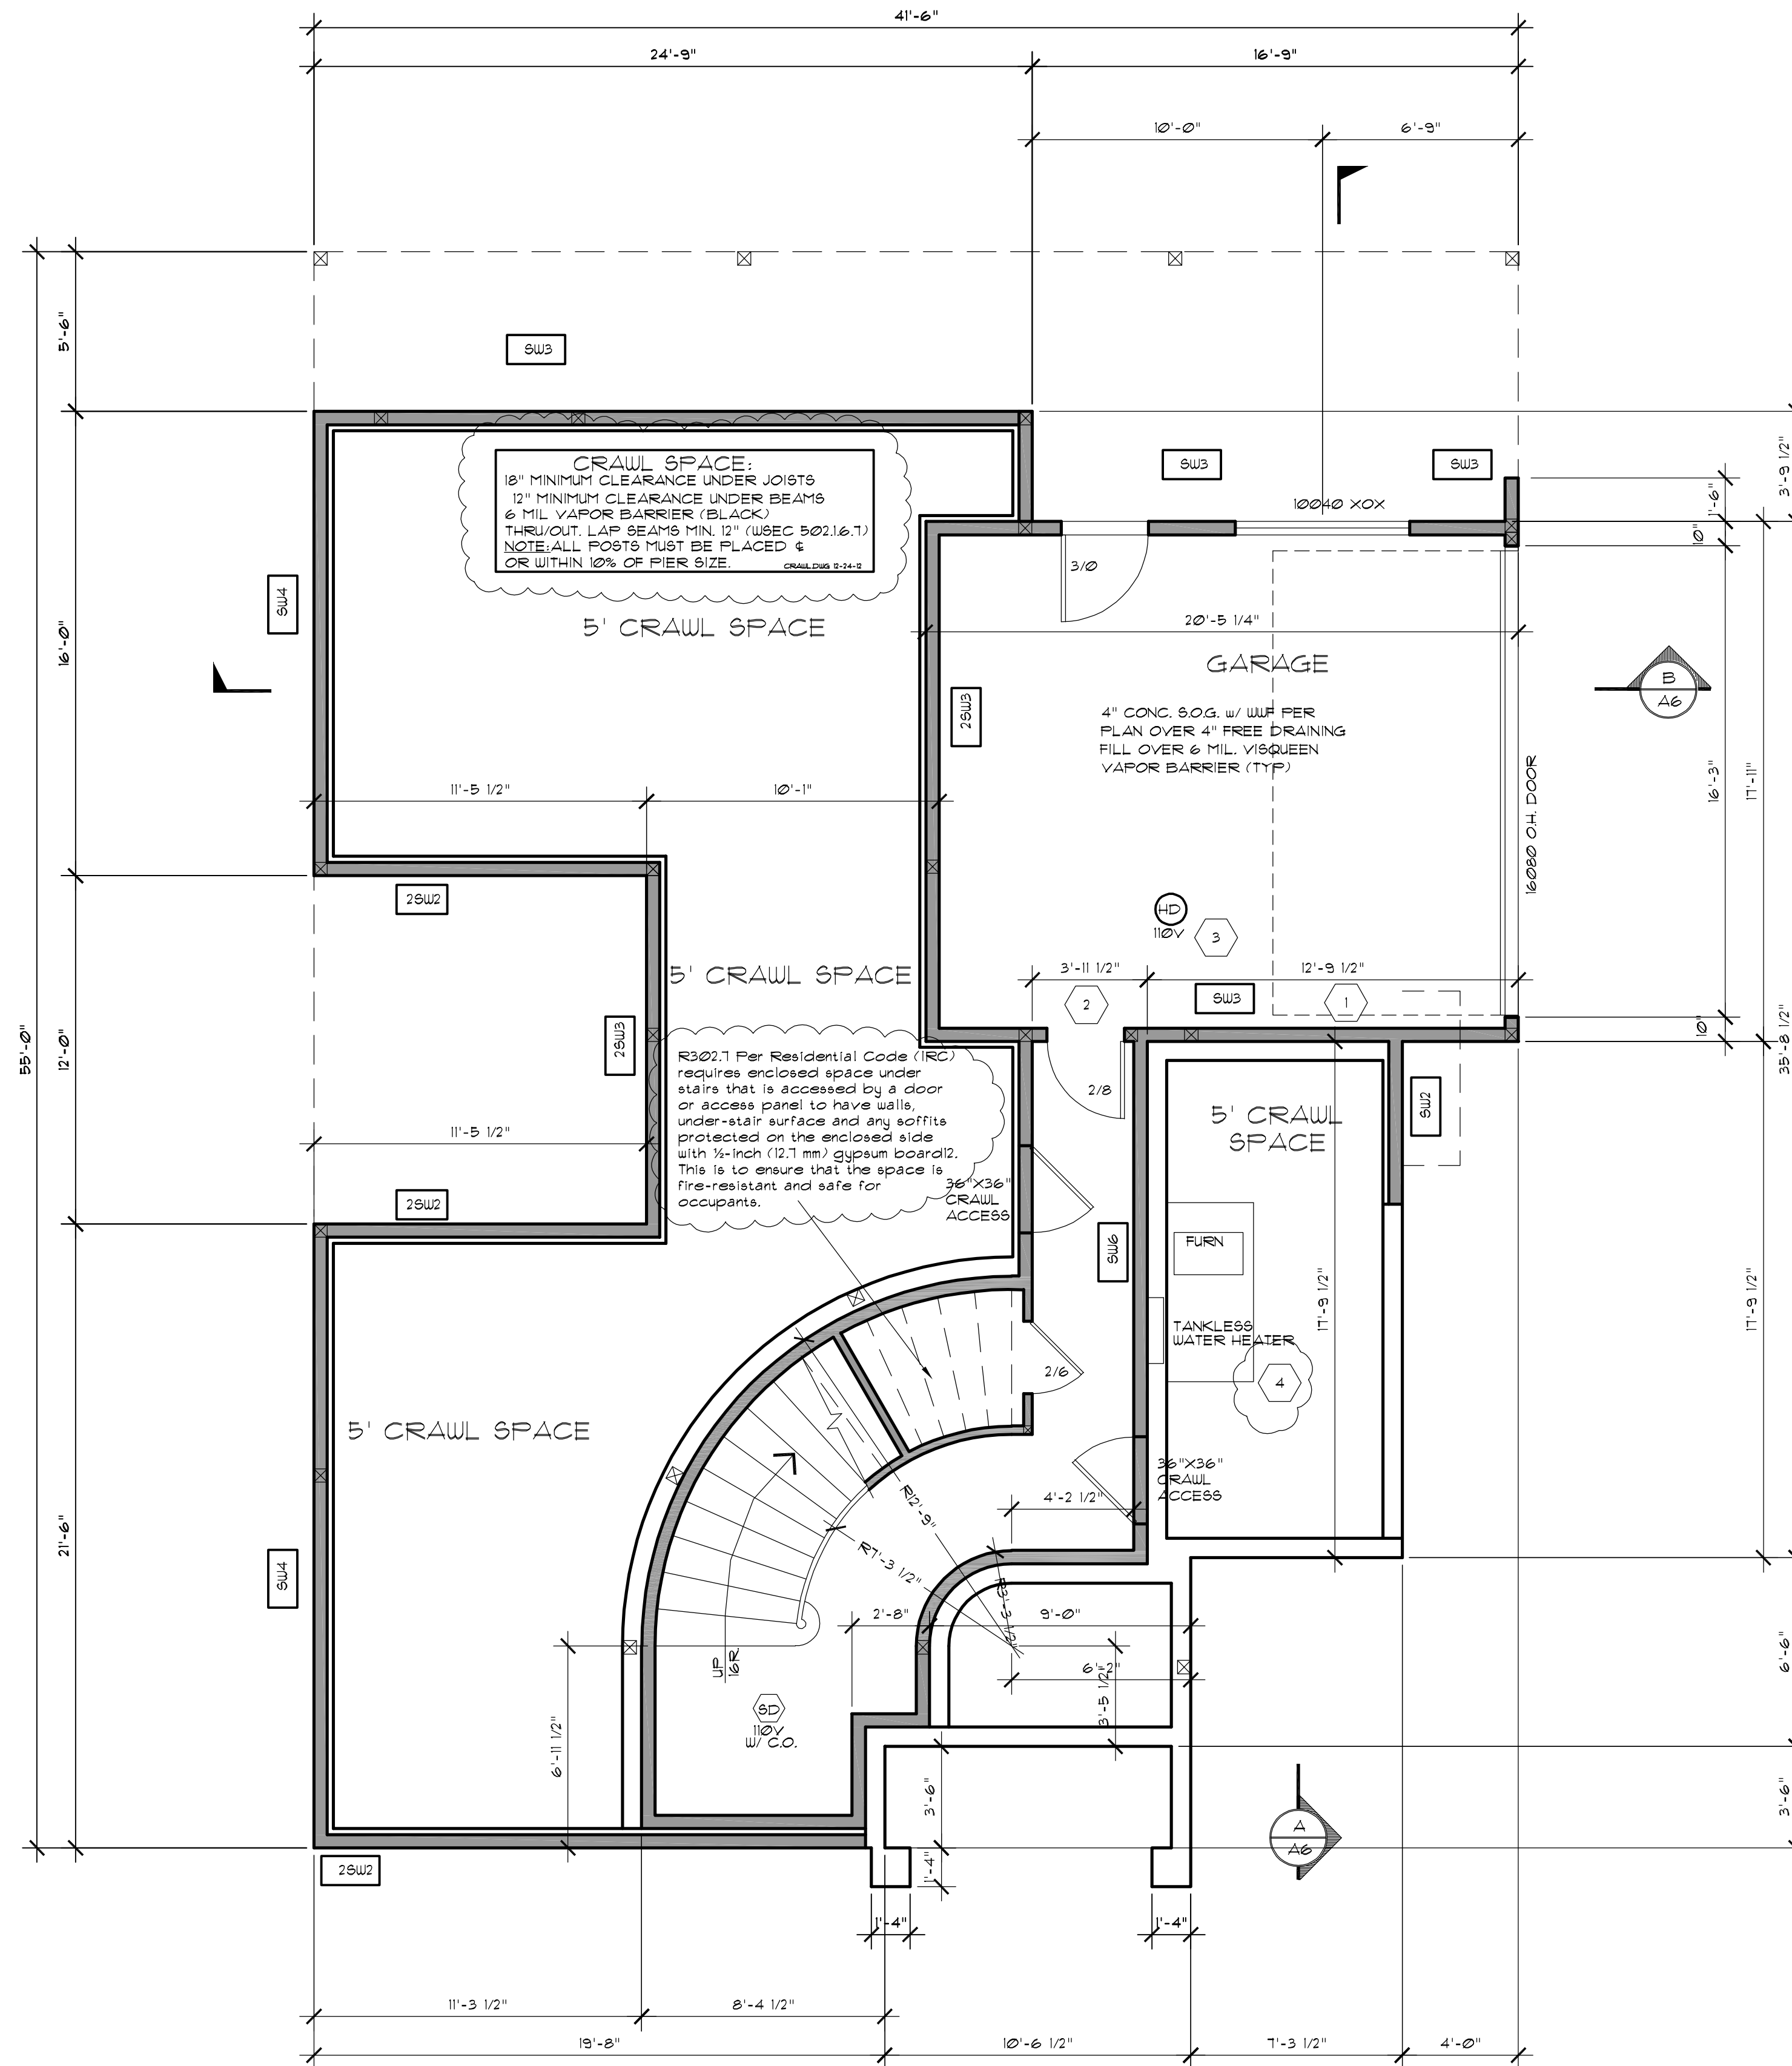 41'-6"
24'-9"
16'-9"
10'-0"
6'-9"
5'-6"
SW3
3'-9 1/2"
SW3
SW3
1'-6"
10"
10040 XOX
CRAWL SPACE:
18" MINIMUM CLEARANCE UNDER JOISTS
12" MINIMUM CLEARANCE UNDER BEAMS
6 MIL VAPOR BARRIER (BLACK)
THRU/OUT. LAP SEAMS MIN. 12" (WSEC 502.1.6.7)
NOTE: ALL POSTS MUST BE PLACED ℄
OR WITHIN 10% OF PIER SIZE.
CRAWL.DWG 12-24-12
5' CRAWL SPACE
3/0
20'-5 1/4"
GARAGE
SW4
16'-0"
2SW3
4" CONC. S.O.G. w/ WWF PER
PLAN OVER 4" FREE DRAINING
FILL OVER 6 MIL. VISQUEEN
VAPOR BARRIER (TYP)
B
A6
16080 O.H. DOOR
16'-3"
17'-11"
11'-5 1/2"
10'-1"
2SW2
HD
110V
3
5' CRAWL SPACE
3'-11 1/2"
12'-9 1/2"
2
SW3
1
10"
35'-8 1/2"
55'-0"
12'-0"
2SW3
R302.7 Per Residential Code (IRC)
requires enclosed space under
stairs that is accessed by a door
or access panel to have walls,
under-stair surface and any soffits
protected on the enclosed side
with ½-inch (12.7 mm) gypsum board12.
This is to ensure that the space is
fire-resistant and safe for
occupants.
2/8
5' CRAWL
SPACE
SW2
11'-5 1/2"
2SW2
36"X36"
CRAWL
ACCESS
SW6
FURN
17'-9 1/2"
17'-9 1/2"
TANKLESS
WATER HEATER
2/6
4
5' CRAWL SPACE
36"X36"
CRAWL
ACCESS
4'-2 1/2"
R12'-9"
R7'-3 1/2"
R3'-3 1/2"
21'-6"
SW4
2'-8"
9'-0"
6'-2"
3'-5 1/2"
6'-6"
UP
16R
SD
110V
W/ C.O.
6'-11 1/2"
3'-6"
3'-6"
A
A6
1'-4"
2SW2
1'-4"
1'-4"
11'-3 1/2"
8'-4 1/2"
19'-8"
10'-6 1/2"
7'-3 1/2"
4'-0"